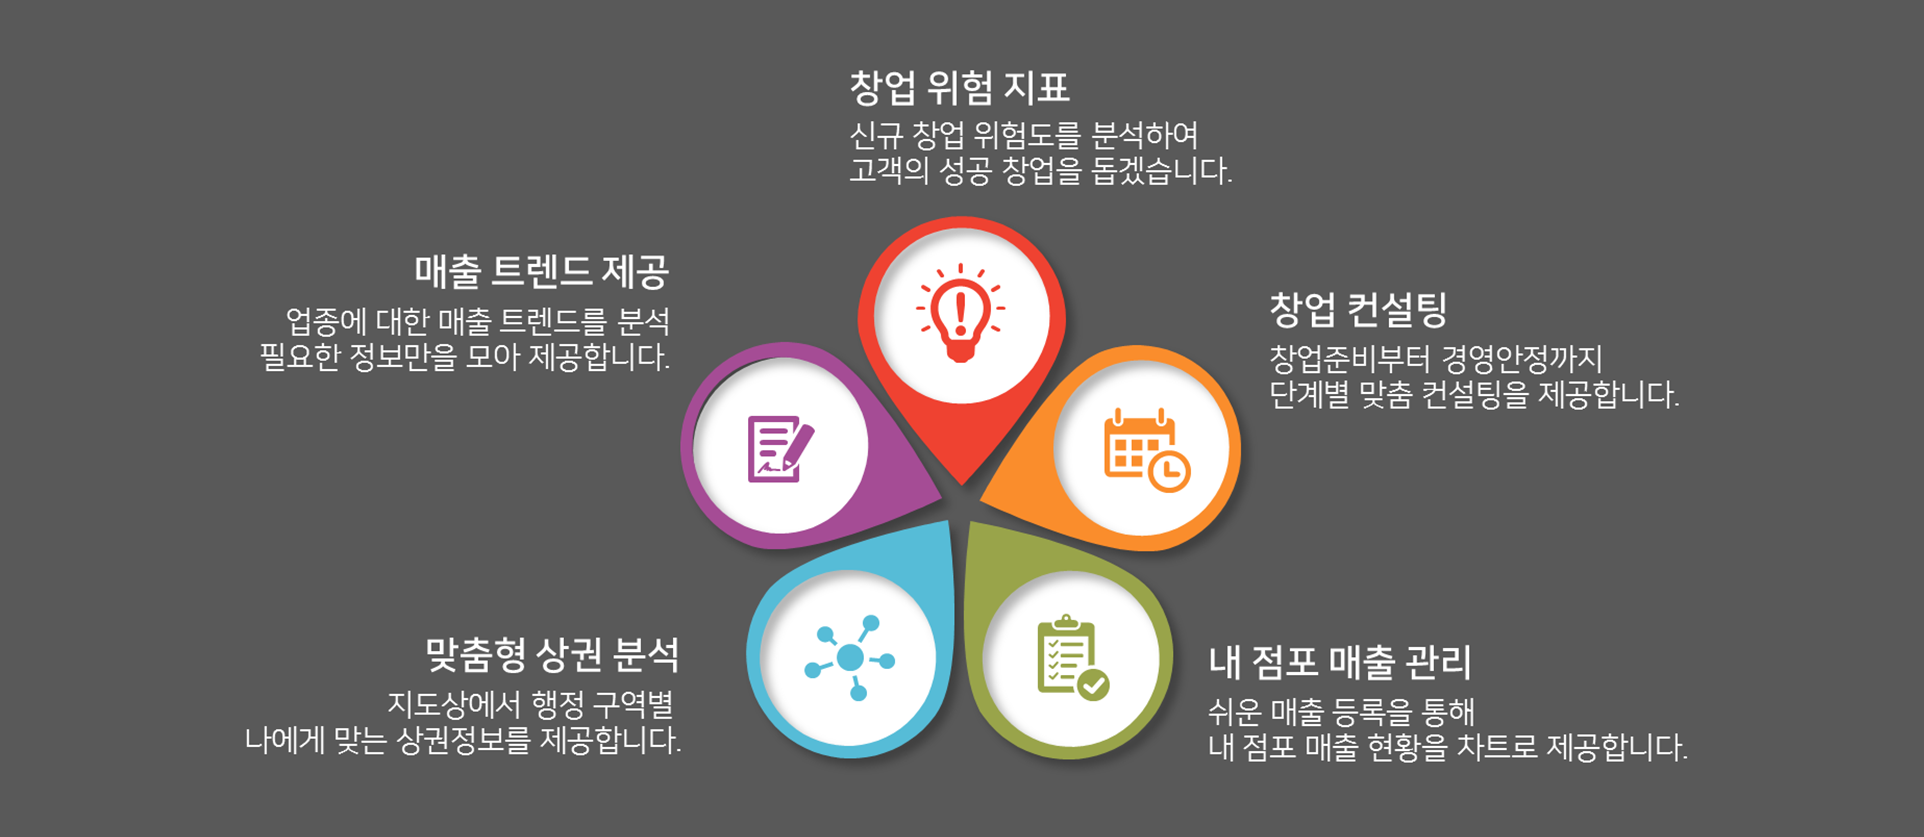 창업 위험 지표
신규 창업 위험도를 분석하여
고객의 성공 창업을 돕겠습니다.
매출 트렌드 제공
업종에 대한 매출 트렌드를 분석
필요한 정보만을 모아 제공합니다.
창업 컨설팅
창업준비부터 경영안정까지
단계별 맞춤 컨설팅을 제공합니다.
맞춤형 상권 분석
지도상에서 행정 구역별
나에게 맞는 상권정보를 제공합니다.
내 점포 매출 관리
쉬운 매출 등록을 통해
내 점포 매출 현황을 차트로 제공합니다.